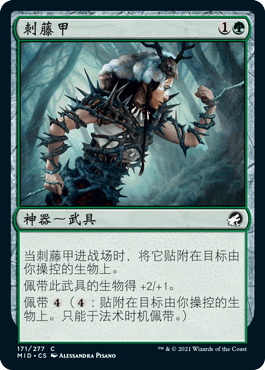 刺藤甲 1
神器～武具
当刺藤甲进战场时，将它贴附在目标由
你操控的生物上。
佩带此武具的生物得+2/+1。
佩带4（4：贴附在目标由你操控的生
物上。只能于法术时机佩带。）
171/277 C
MID • CS ALESSANDRA PISANO
™ & © 2021 Wizards of the Coast